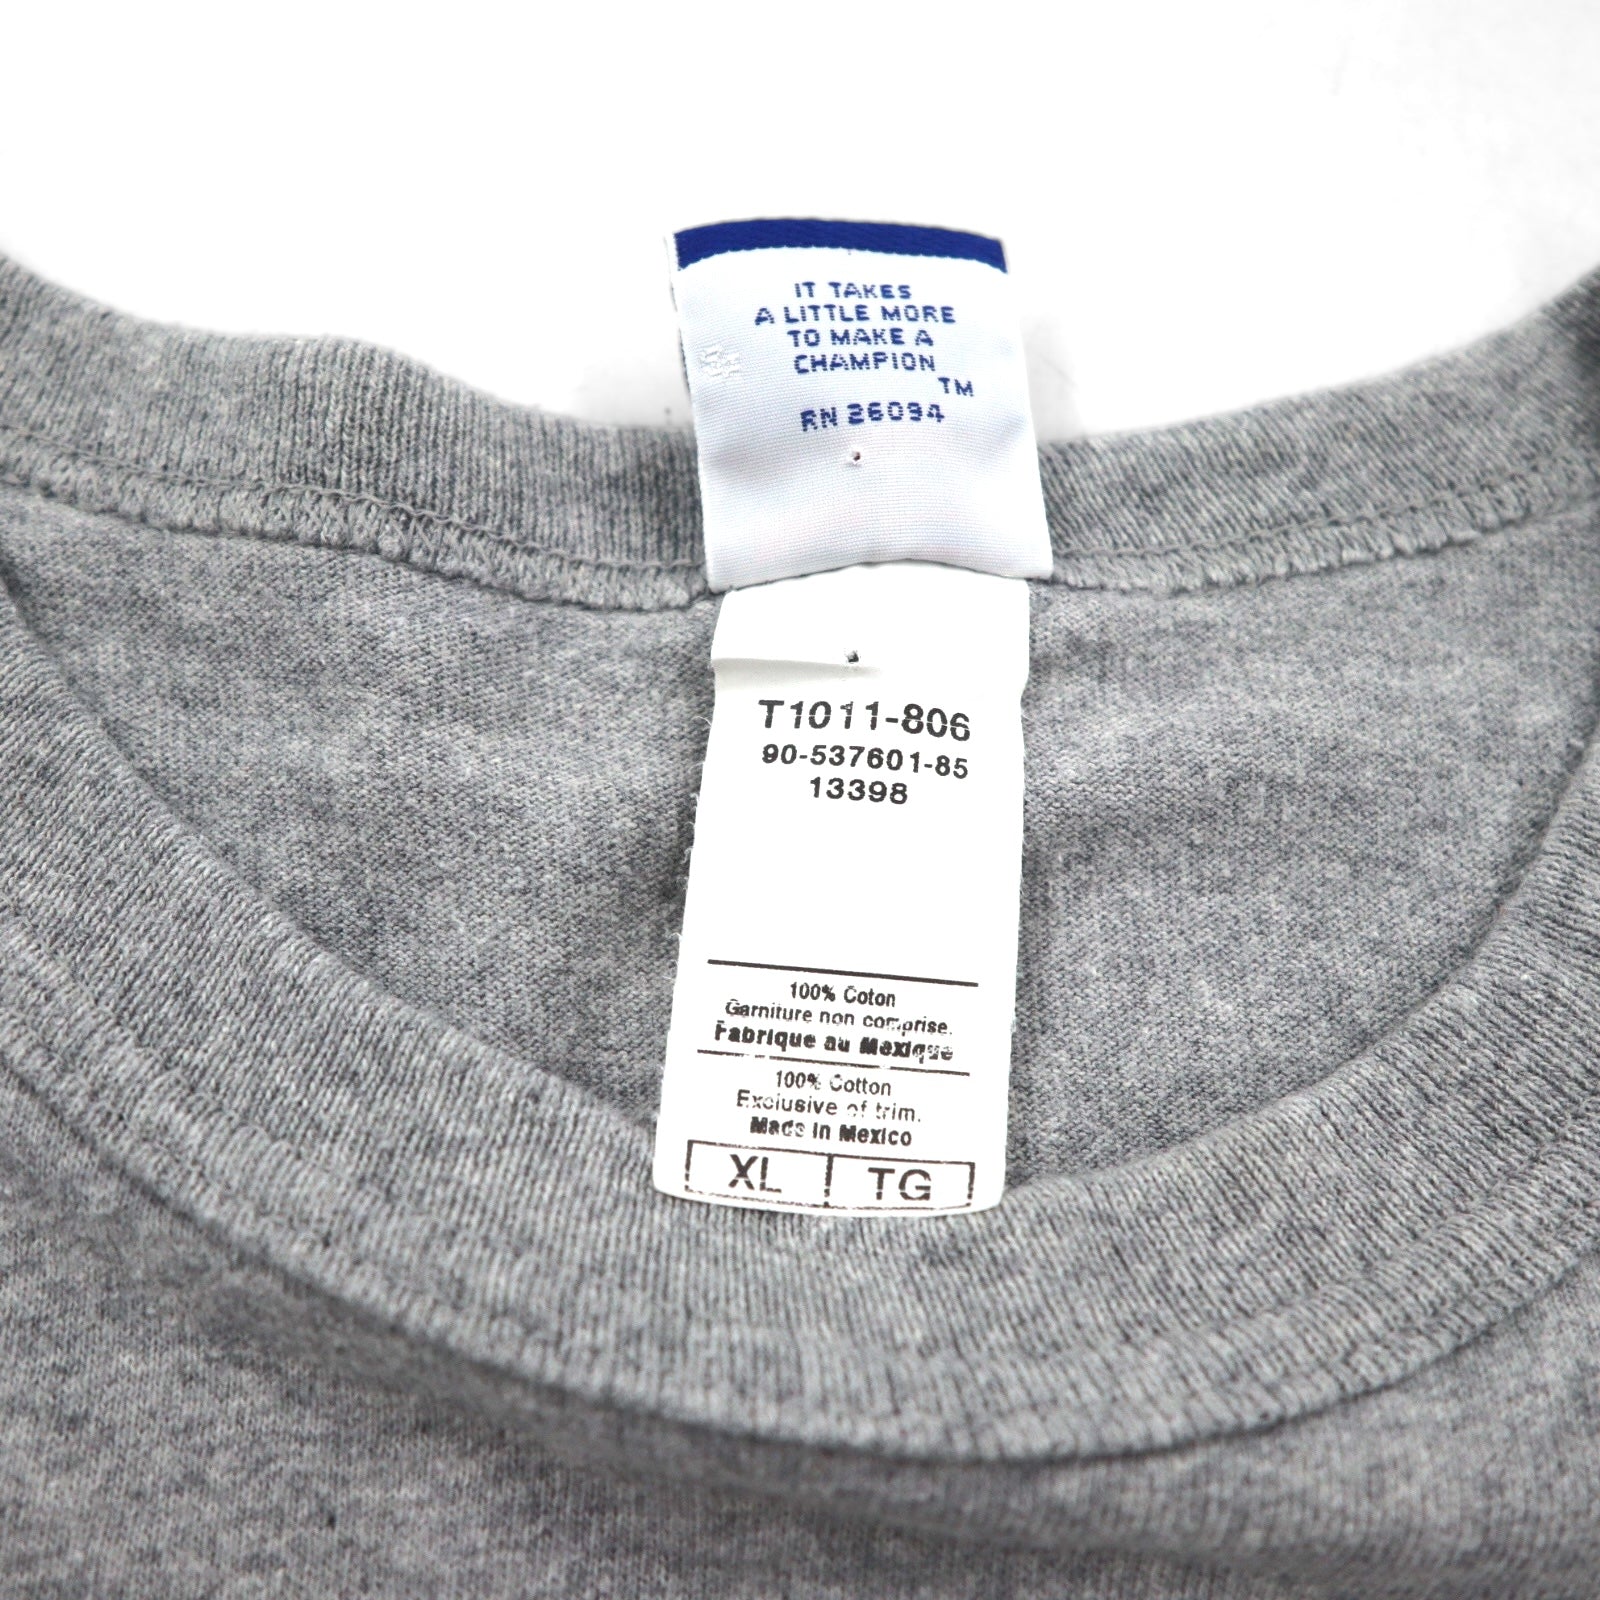 IT TAKES
A LITTLE MORE
TO MAKE A
CHAMPION
TM
RN 26094
T1011-806
90-537601-85
13398
100% Coton
Garniture non comprise.
Fabriqué au Mexique
100% Cotton
Exclusive of trim.
Made in Mexico
XL TG